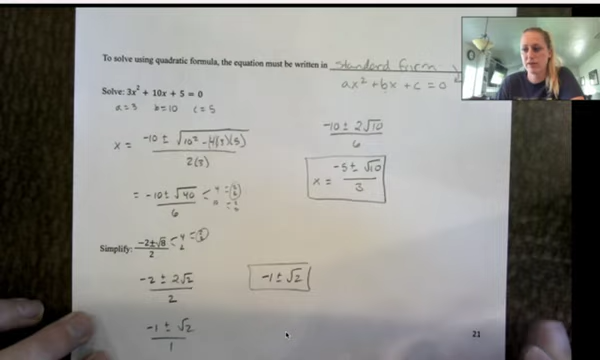 To solve using quadratic formula, the equation must be written in standard form
ax² + bx + c = 0
Solve: 3x² + 10x + 5 = 0
a = 3 b = 10 c = 5
x = -10 ± √10² - 4(3)(5)
2(3)
= -10 ± √40
6
-10 ± 2√10
6
x = -5 ± √10
3
Simplify: -2±√8
2
-2 ± 2√2
2
-1 ± √2
1
-1 ± √2
21